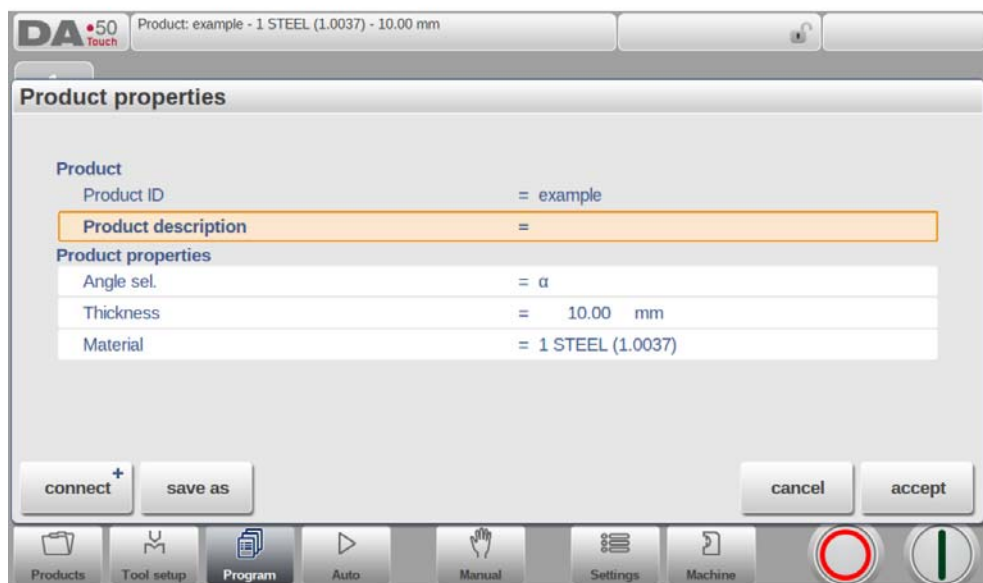 DA •50 Touch
Product: example - 1 STEEL (1.0037) - 10.00 mm
Product properties
Product
Product ID = example
Product description =
Product properties
Angle sel. = α
Thickness = 10.00 mm
Material = 1 STEEL (1.0037)
connect+
save as
cancel
accept
Products
Tool setup
Program
Auto
Manual
Settings
Machine